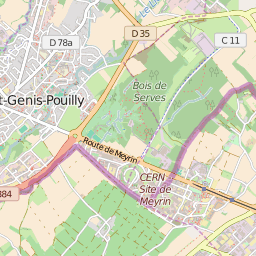 D 35
D 78a
C 11
Bois de
Serves
t-Genis-Pouilly
Route de Meyrin
CERN
Site de
Meyrin
884